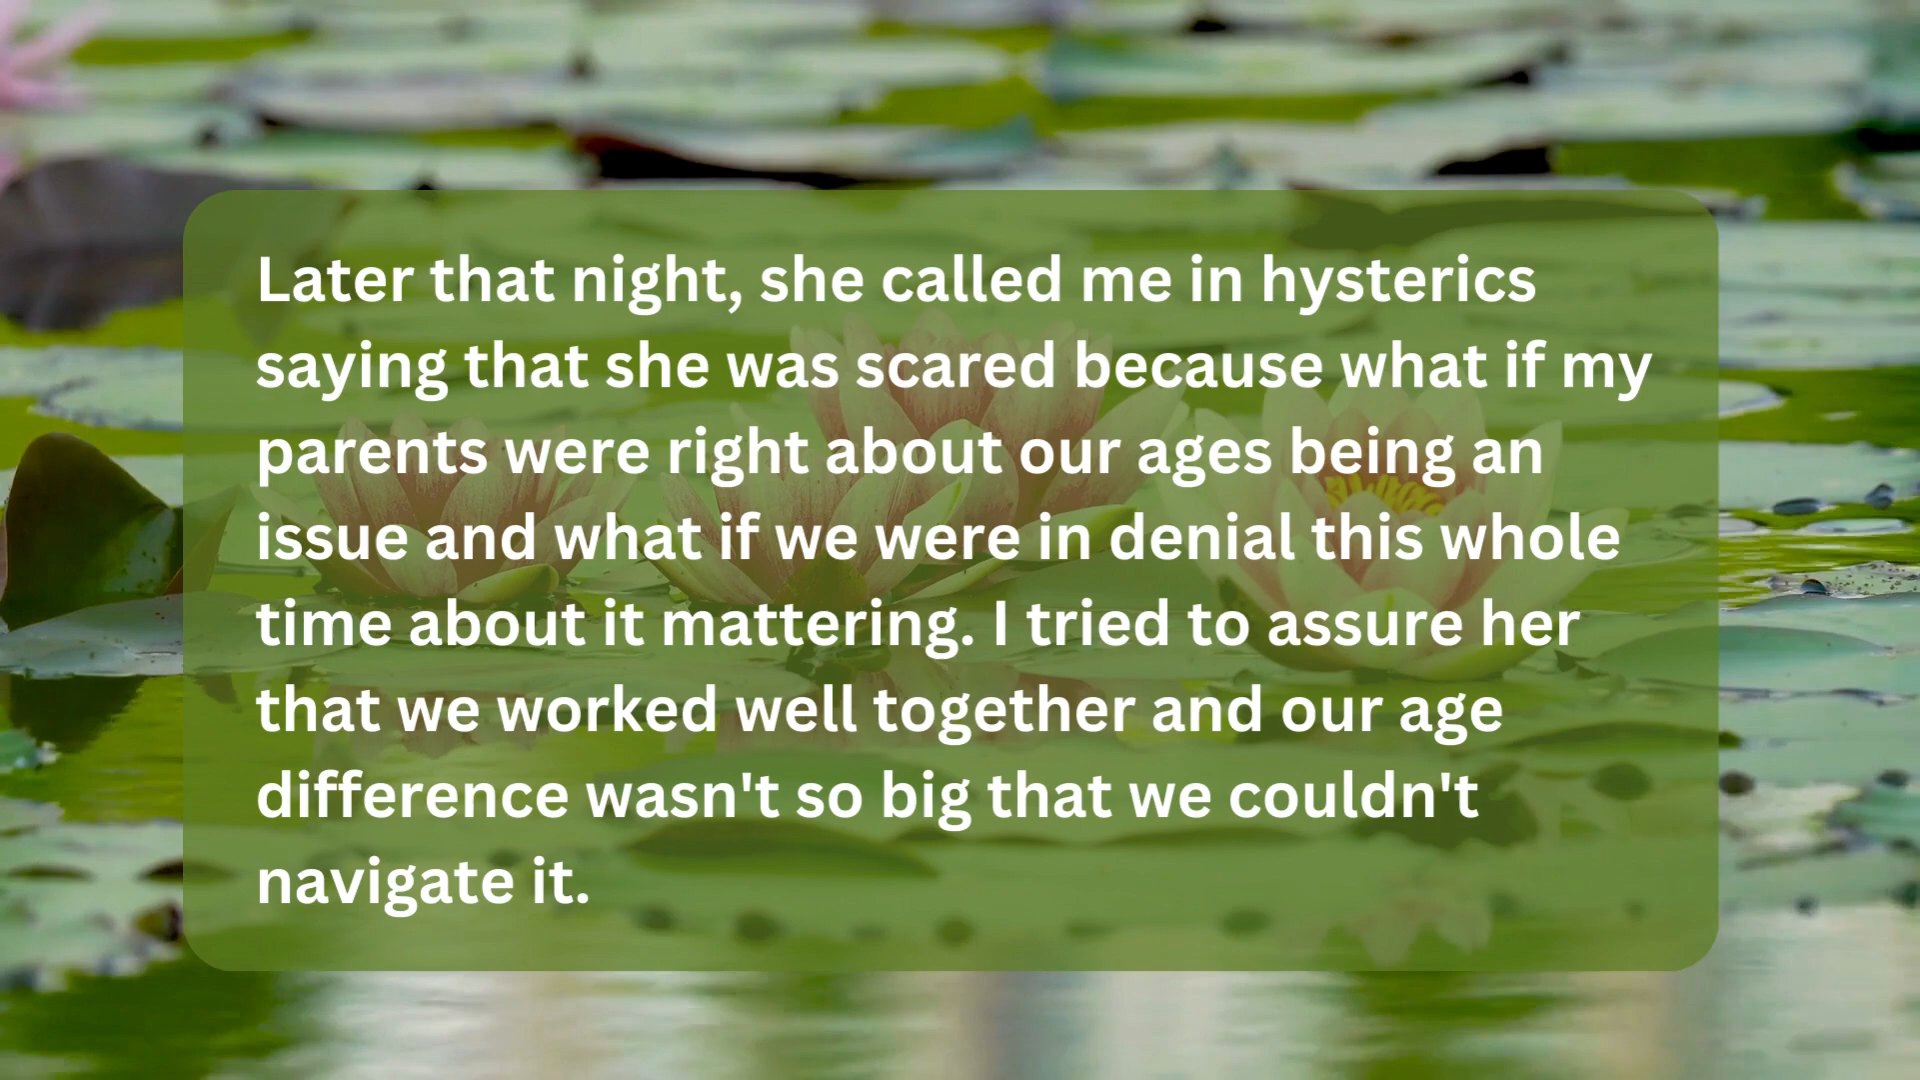 Later that night, she called me in hysterics
saying that she was scared because what if my
parents were right about our ages being an
issue and what if we were in denial this whole
time about it mattering. I tried to assure her
that we worked well together and our age
difference wasn't so big that we couldn't
navigate it.